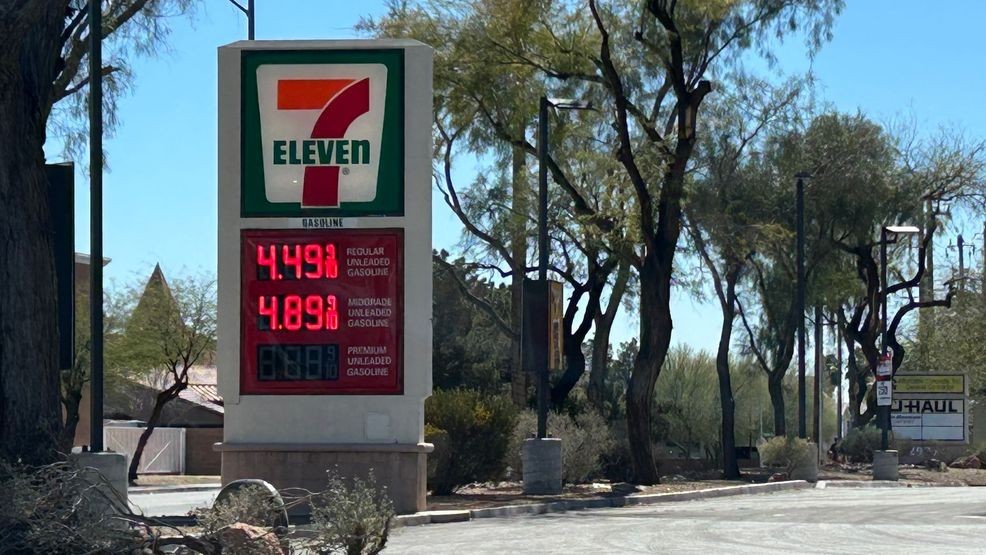 7
ELEVEn
®
GASOLINE
4.49 9/10
REGULAR
UNLEADED
GASOLINE
4.89 9/10
MIDGRADE
UNLEADED
GASOLINE
PREMIUM
UNLEADED
GASOLINE
U-HAUL